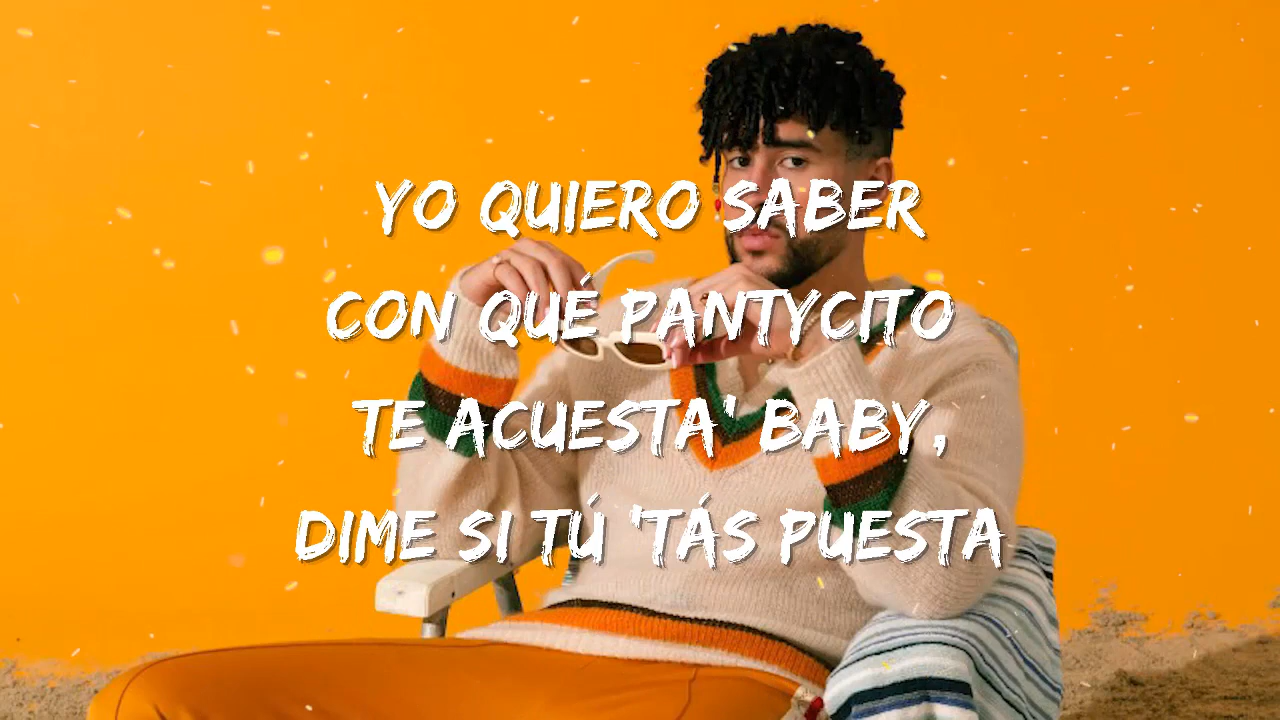 YO QUIERO SABER
CON QUÉ PANTYCITO
TE ACUESTA' BABY,
DIME SI TÚ 'TÁS PUESTA